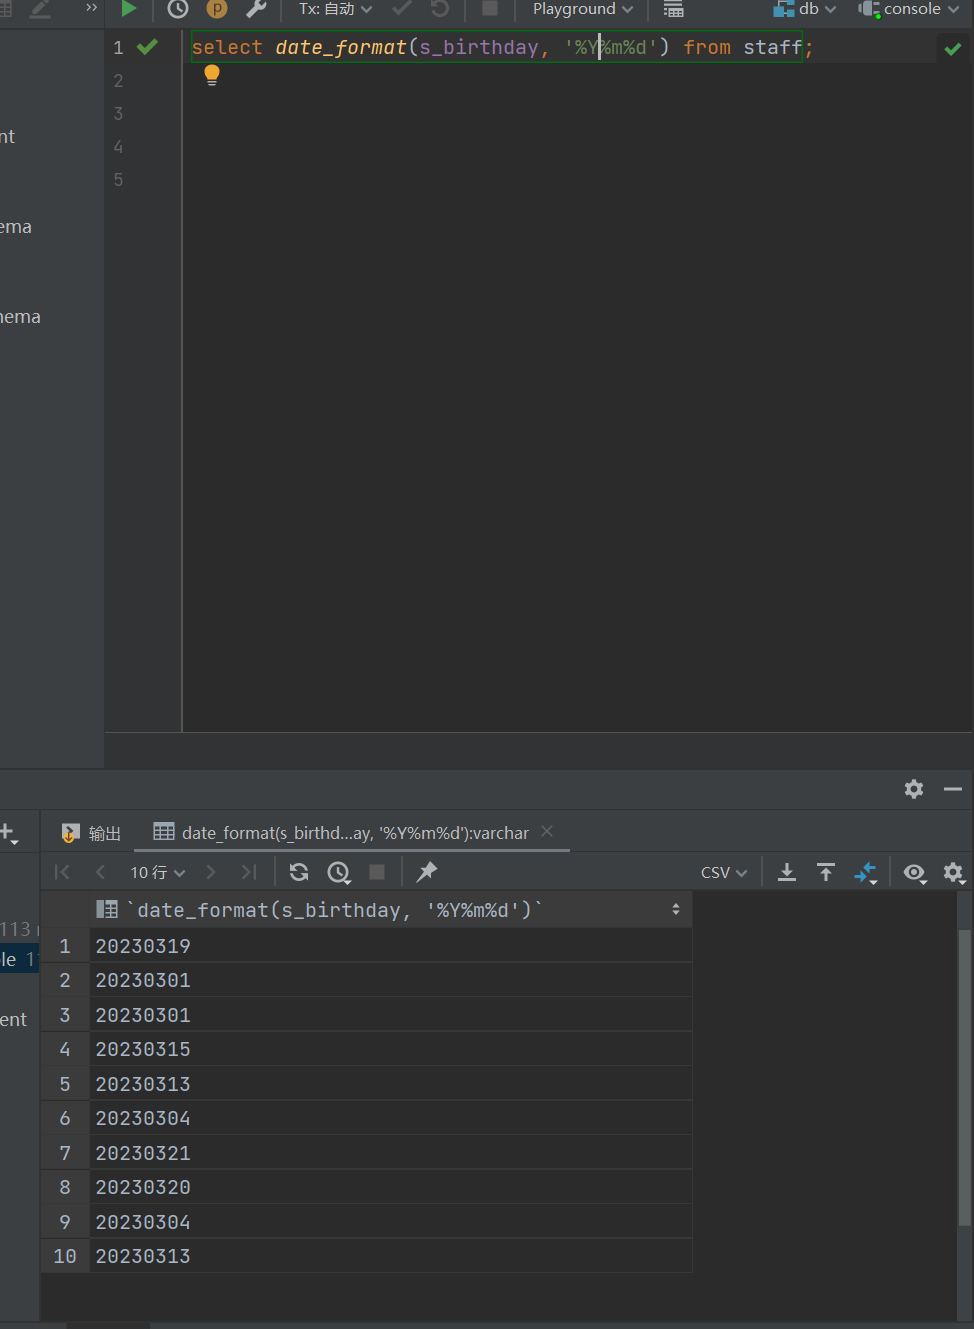 Tx: 自动 Playground db console
1 select date_format(s_birthday, '%Y%m%d') from staff;
2
3
4
5
nt
ema
nema
输出 date_format(s_birthd...ay, '%Y%m%d'):varchar
10 行 CSV
`date_format(s_birthday, '%Y%m%d')`
113
le 1
ent
1 20230319
2 20230301
3 20230301
4 20230315
5 20230313
6 20230304
7 20230321
8 20230320
9 20230304
10 20230313